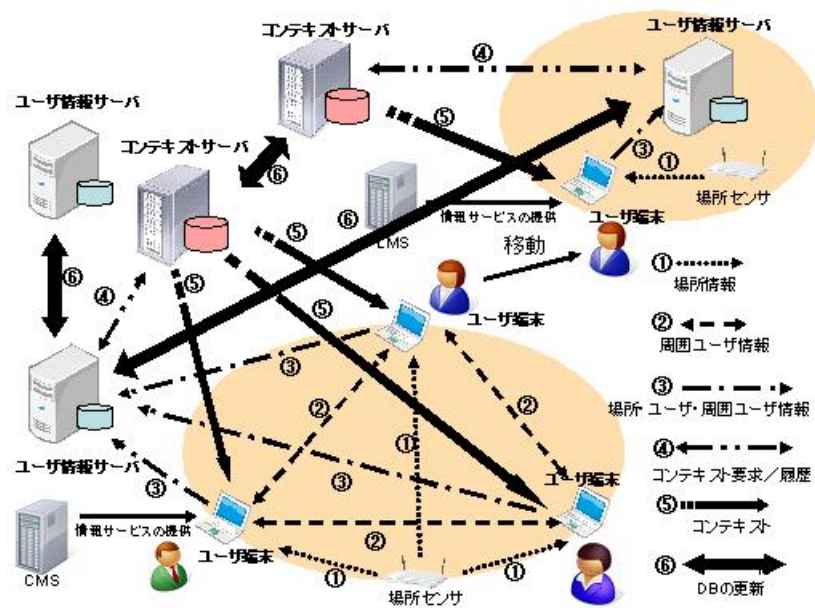 コンテキストサーバ
ユーザ情報サーバ
④
ユーザ情報サーバ
コンテキストサーバ
⑤
③
①
⑥
⑥
場所センサ
CMS
情報サービスの提供
ユーザ端末
移動
⑤
①
場所情報
⑥
④
⑤
⑤
ユーザ端末
②
周囲ユーザ情報
③
②
②
③
場所・ユーザ・周囲ユーザ情報
①
④
コンテキスト要求／履歴
ユーザ情報サーバ
③
③
ユーザ端末
⑤
コンテキスト
情報サービスの提供
ユーザ端末
②
CMS
①
場所センサ
①
⑥
DBの更新